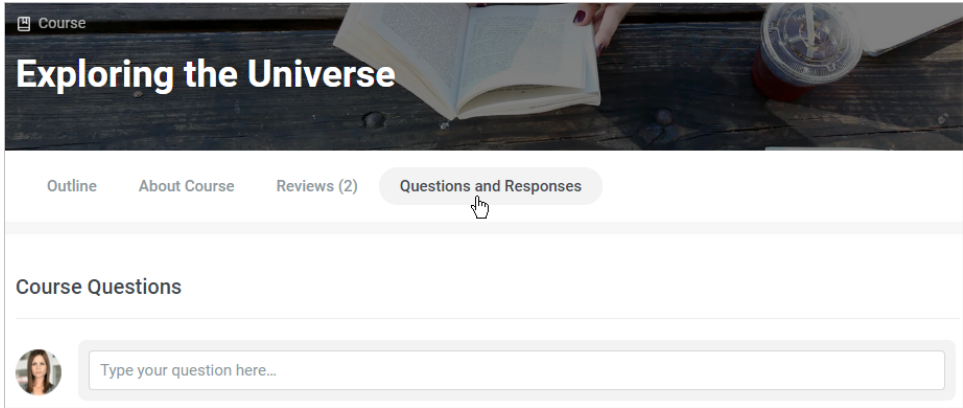 Course
Exploring the Universe
Outline About Course Reviews (2) Questions and Responses
Course Questions
Type your question here...